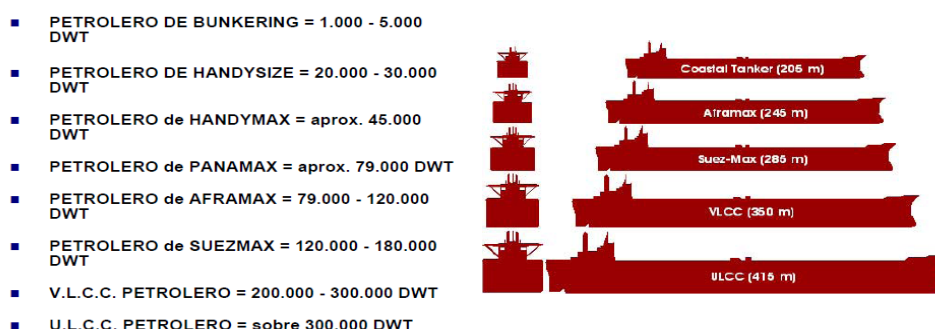 PETROLERO DE BUNKERING = 1.000 - 5.000
DWT
PETROLERO DE HANDYSIZE = 20.000 - 30.000
DWT
PETROLERO de HANDYMAX = aprox. 45.000
DWT
PETROLERO de PANAMAX = aprox. 79.000 DWT
PETROLERO de AFRAMAX = 79.000 - 120.000
DWT
PETROLERO de SUEZMAX = 120.000 - 180.000
DWT
V.L.C.C. PETROLERO = 200.000 - 300.000 DWT
U.L.C.C. PETROLERO = sobre 300.000 DWT
Coastal Tanker (205 m)
Aframax (245 m)
Suez-Max (285 m)
VLCC (350 m)
ULCC (415 m)